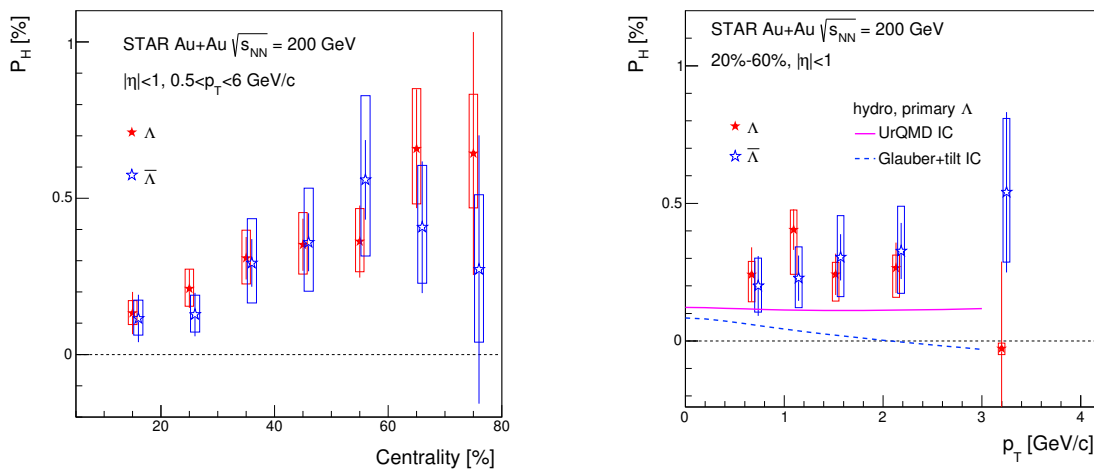 P_H [%]
STAR Au+Au √s_NN = 200 GeV
|η|<1, 0.5<p_T<6 GeV/c
Λ
Λ̅
1
0.5
0
20 40 60 80
Centrality [%]
P_H [%]
STAR Au+Au √s_NN = 200 GeV
20%-60%, |η|<1
hydro, primary Λ
Λ
UrQMD IC
Λ̅
Glauber+tilt IC
1
0.5
0
0 1 2 3 4
p_T [GeV/c]